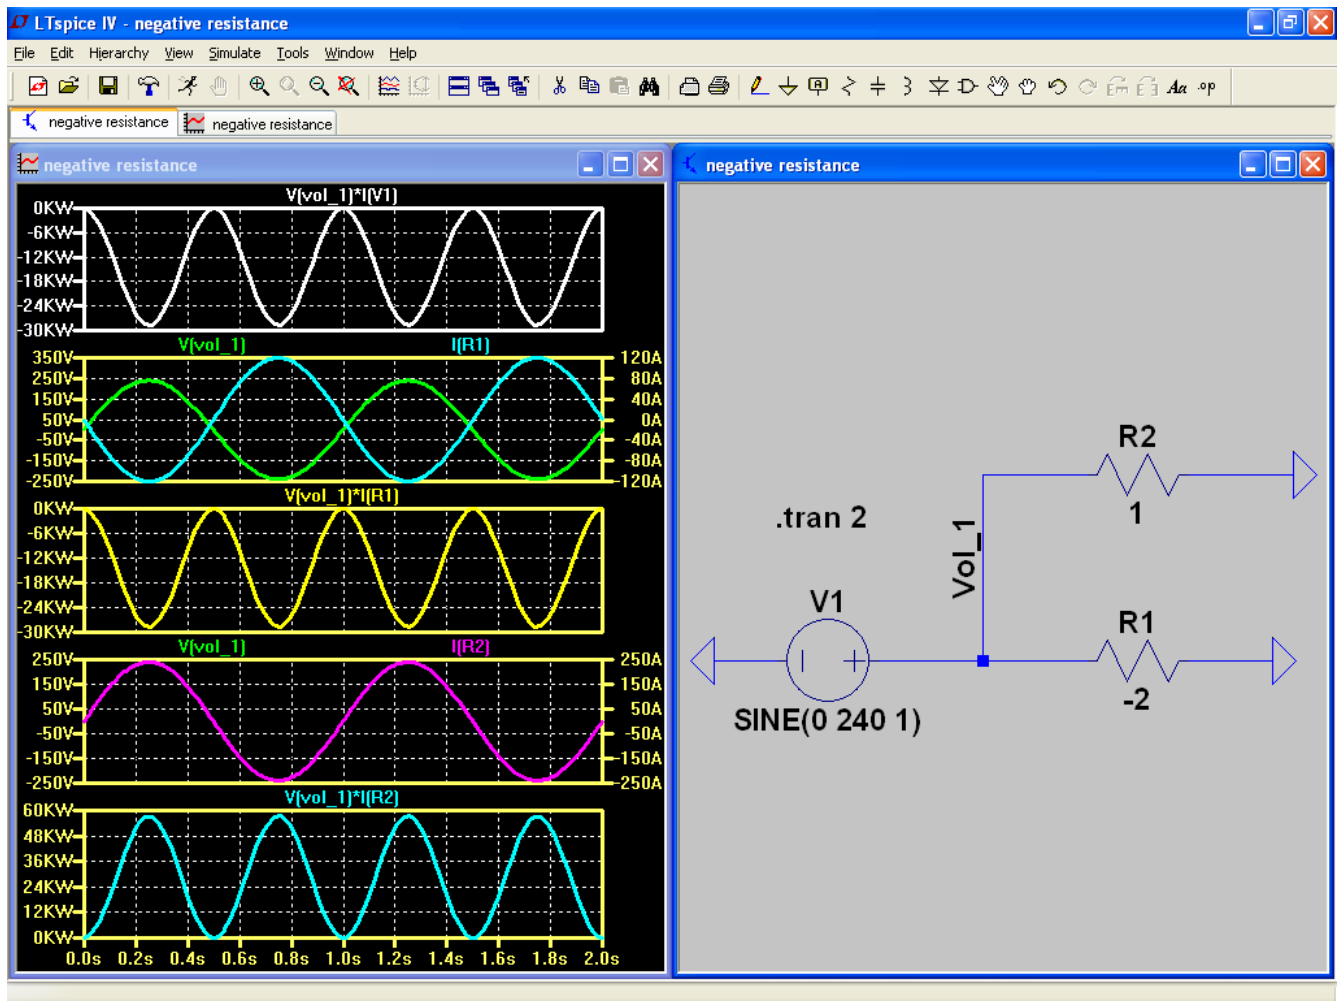 LTspice IV - negative resistance
File Edit Hierarchy View Simulate Tools Window Help
Aa .op
negative resistance negative resistance
negative resistance
V(vol_1)*I(V1)
0KW
-6KW
-12KW
-18KW
-24KW
-30KW
V(vol_1) I(R1)
350V 120A
250V 80A
150V 40A
50V 0A
-50V -40A
-150V -80A
-250V -120A
V(vol_1)*I(R1)
0KW
-6KW
-12KW
-18KW
-24KW
-30KW
V(vol_1) I(R2)
250V 250A
150V 150A
50V 50A
-50V -50A
-150V -150A
-250V -250A
V(vol_1)*I(R2)
60KW
48KW
36KW
24KW
12KW
0KW
0.0s 0.2s 0.4s 0.6s 0.8s 1.0s 1.2s 1.4s 1.6s 1.8s 2.0s
negative resistance
R2
1
.tran 2
Vol_1
V1
SINE(0 240 1)
R1
-2